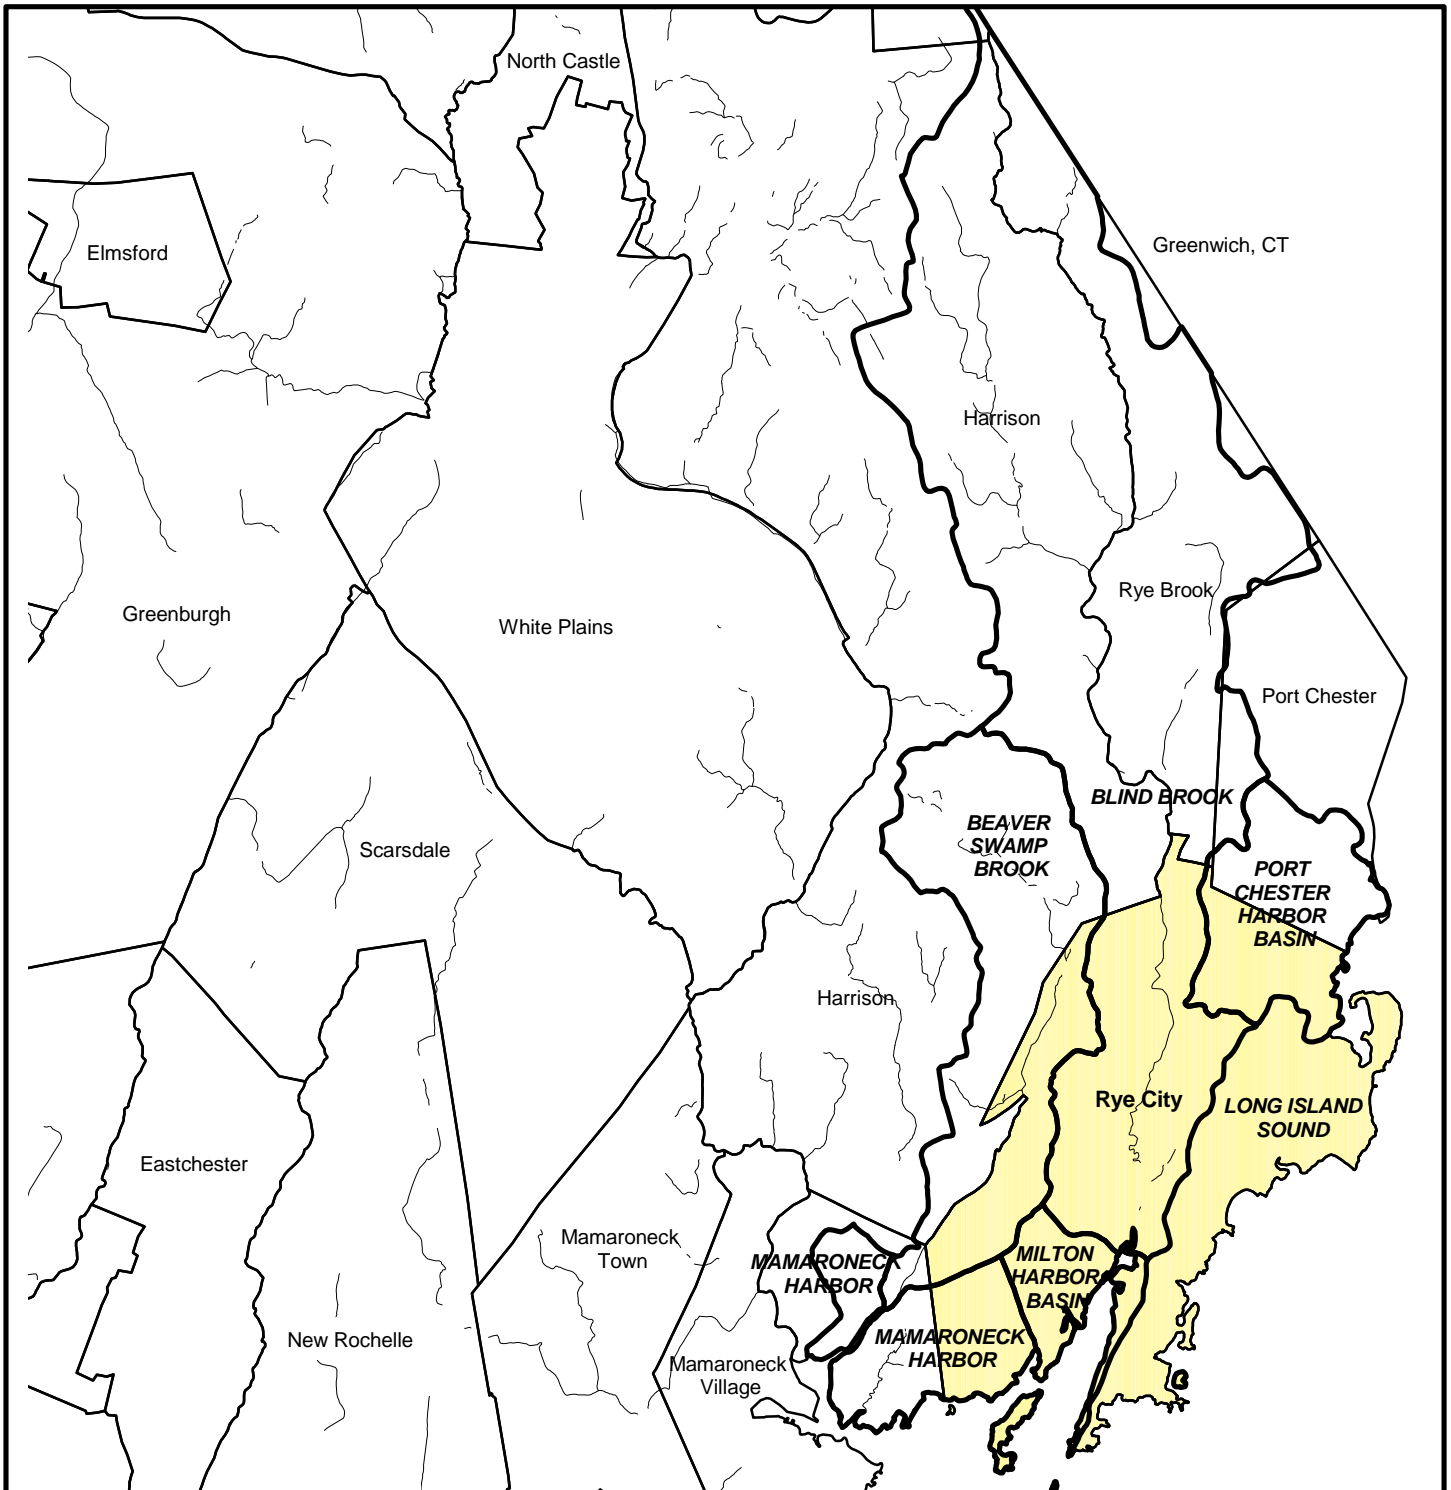 North Castle
Elmsford
Greenwich, CT
Harrison
Rye Brook
Greenburgh
White Plains
Port Chester
BLIND BROOK
BEAVER
SWAMP
BROOK
Scarsdale
PORT
CHESTER
HARBOR
BASIN
Harrison
Rye City
LONG ISLAND
SOUND
Eastchester
Mamaroneck
Town
MAMARONECK
HARBOR
MILTON
HARBOR
BASIN
New Rochelle
MAMARONECK
HARBOR
Mamaroneck
Village